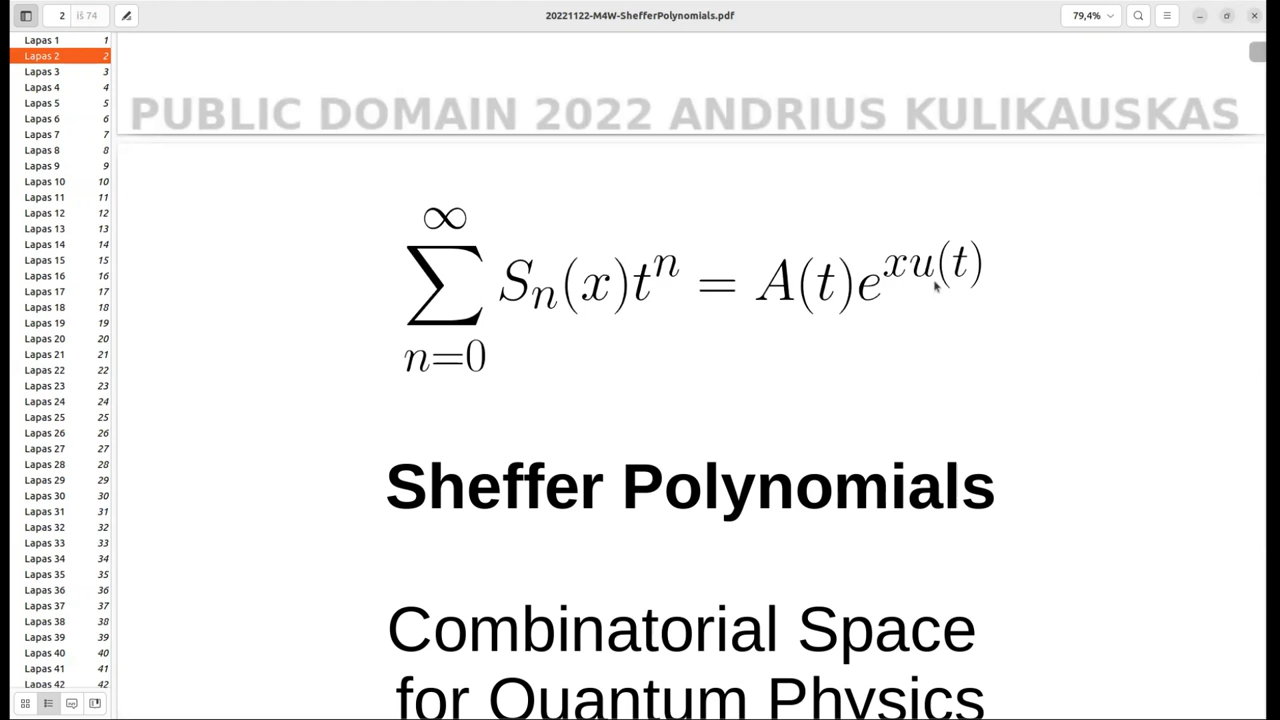 2 iš 74
20221122-M4W-ShefferPolynomials.pdf
79,4%
Lapas 1 1
Lapas 2 2
Lapas 3 3
Lapas 4 4
Lapas 5 5
Lapas 6 6
Lapas 7 7
Lapas 8 8
Lapas 9 9
Lapas 10 10
Lapas 11 11
Lapas 12 12
Lapas 13 13
Lapas 14 14
Lapas 15 15
Lapas 16 16
Lapas 17 17
Lapas 18 18
Lapas 19 19
Lapas 20 20
Lapas 21 21
Lapas 22 22
Lapas 23 23
Lapas 24 24
Lapas 25 25
Lapas 26 26
Lapas 27 27
Lapas 28 28
Lapas 29 29
Lapas 30 30
Lapas 31 31
Lapas 32 32
Lapas 33 33
Lapas 34 34
Lapas 35 35
Lapas 36 36
Lapas 37 37
Lapas 38 38
Lapas 39 39
Lapas 40 40
Lapas 41 41
Lapas 42 42
PUBLIC DOMAIN 2022 ANDRIUS KULIKAUSKAS
\sum_{n=0}^{\infty} S_n(x)t^n = A(t)e^{xu(t)}
Sheffer Polynomials
Combinatorial Space
for Quantum Physics